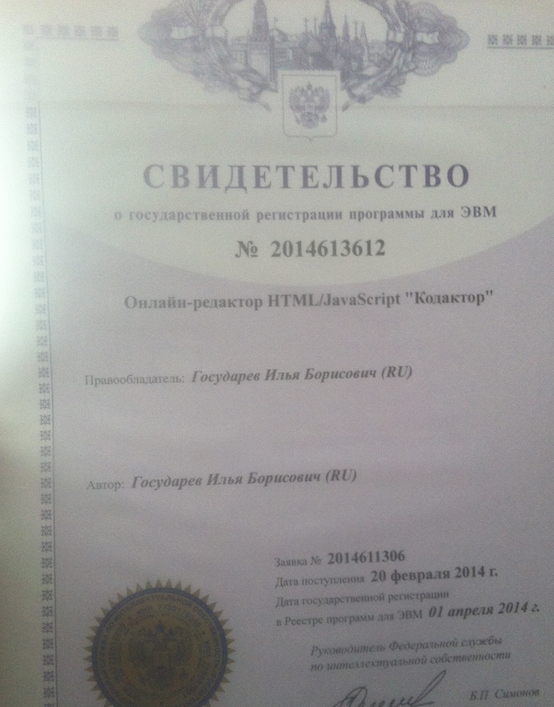 СВИДЕТЕЛЬСТВО
о государственной регистрации программы для ЭВМ
№ 2014613612
Онлайн-редактор HTML/JavaScript "Кодактор"
Правообладатель: Государев Илья Борисович (RU)
Автор: Государев Илья Борисович (RU)
Заявка № 2014611306
Дата поступления 20 февраля 2014 г.
Дата государственной регистрации
в Реестре программ для ЭВМ 01 апреля 2014 г.
Руководитель Федеральной службы
по интеллектуальной собственности
Б.П. Симонов